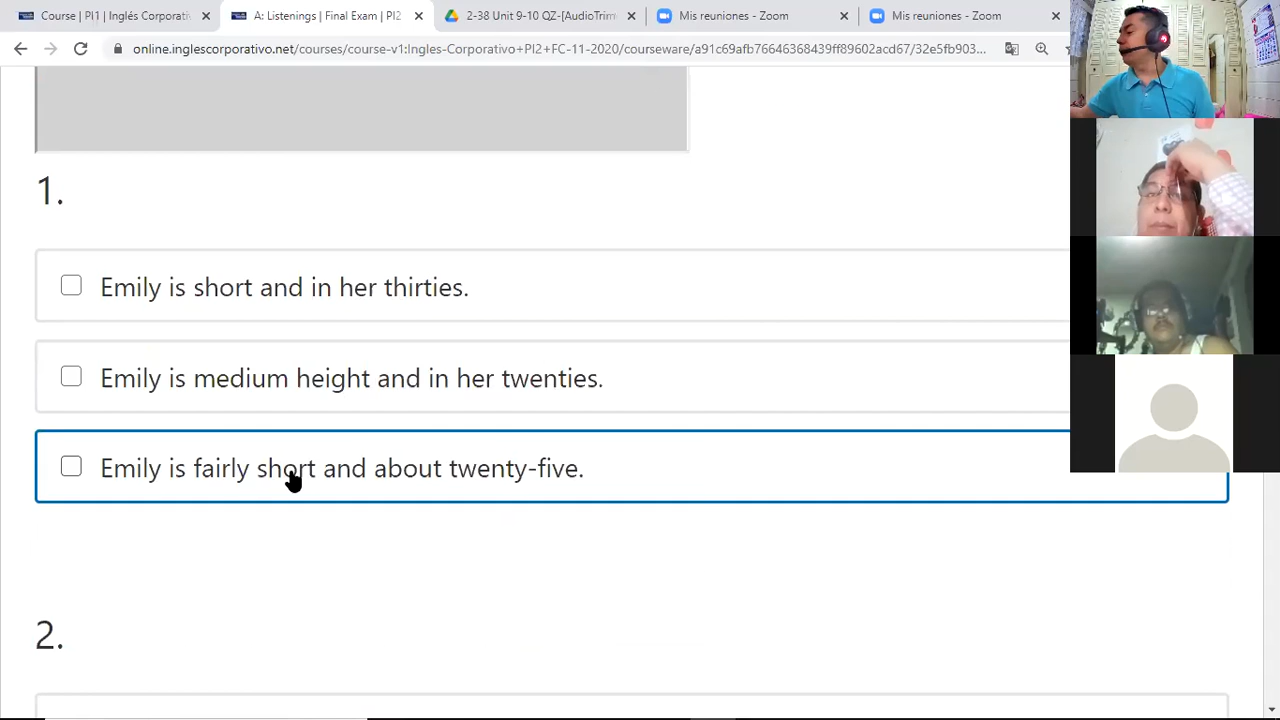 Course | PI1 | Inglés Corporati
A: Listenings | Final Exam | PI2
32 Unit 9-10 QZ-[AudioTrim
Mis reuniones - Zoom
Mis reuniones - Zoom
online.inglescorporativo.net/courses/course-v1:Ingles-Corporativo+PI2+FC-11-2020/courseware/a91c69afb76646368439ff89602acd67/32e5fb903...
1.
Emily is short and in her thirties.
Emily is medium height and in her twenties.
Emily is fairly short and about twenty-five.
2.